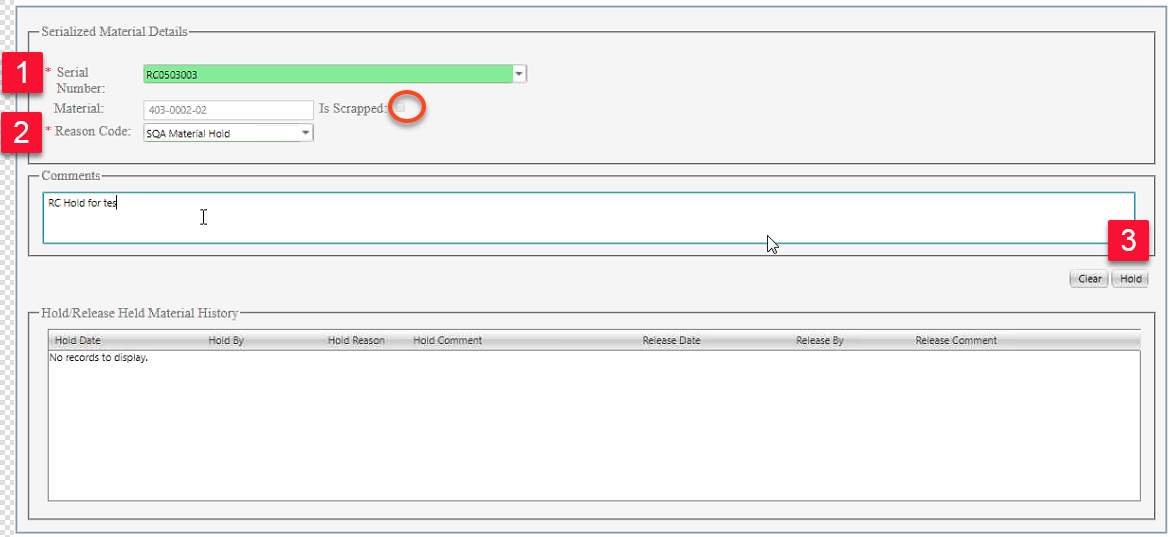 Serialized Material Details
1
* Serial Number:
RC0503003
Material:
403-0002-02
Is Scrapped:
2
* Reason Code:
SQA Material Hold
Comments
RC Hold for tes
3
Clear
Hold
Hold/Release Held Material History
Hold Date Hold By Hold Reason Hold Comment Release Date Release By Release Comment
No records to display.